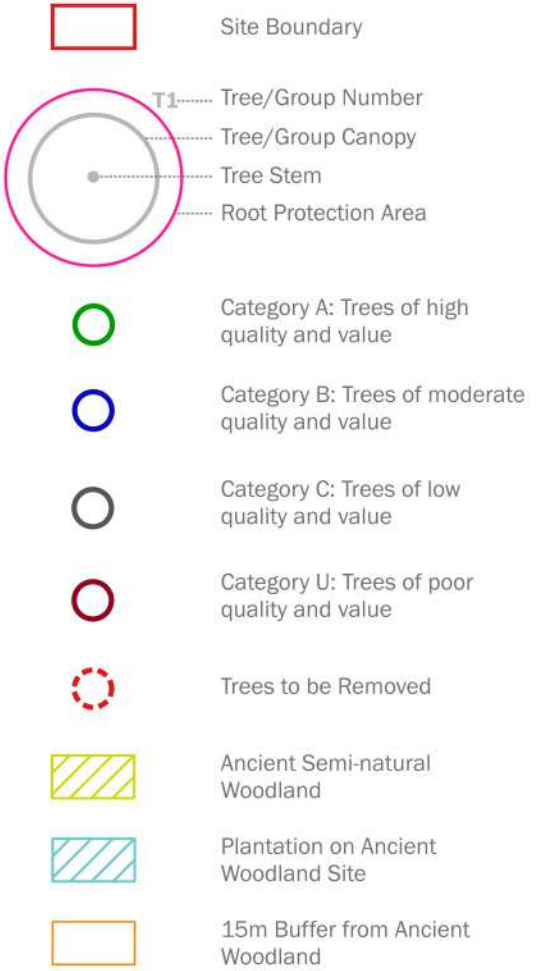 Site Boundary
T1
Tree/Group Number
Tree/Group Canopy
Tree Stem
Root Protection Area
Category A: Trees of high
quality and value
Category B: Trees of moderate
quality and value
Category C: Trees of low
quality and value
Category U: Trees of poor
quality and value
Trees to be Removed
Ancient Semi-natural
Woodland
Plantation on Ancient
Woodland Site
15m Buffer from Ancient
Woodland